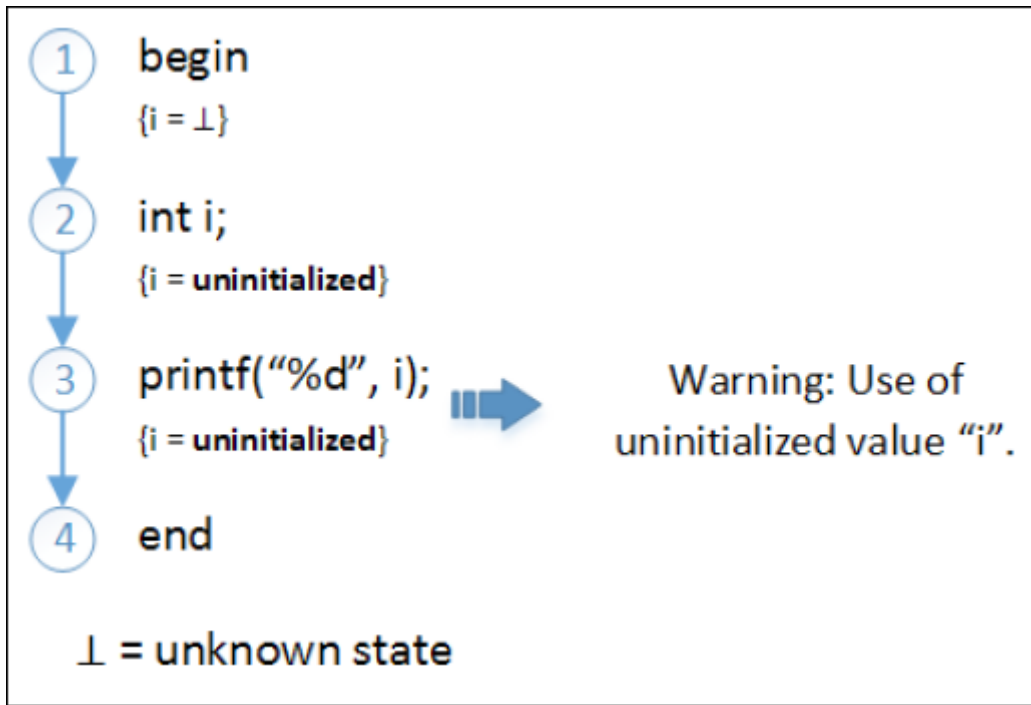 1 begin
{i = ⊥}
2 int i;
{i = uninitialized}
3 printf(“%d”, i);
{i = uninitialized}
Warning: Use of
uninitialized value “i”.
4 end
⊥ = unknown state